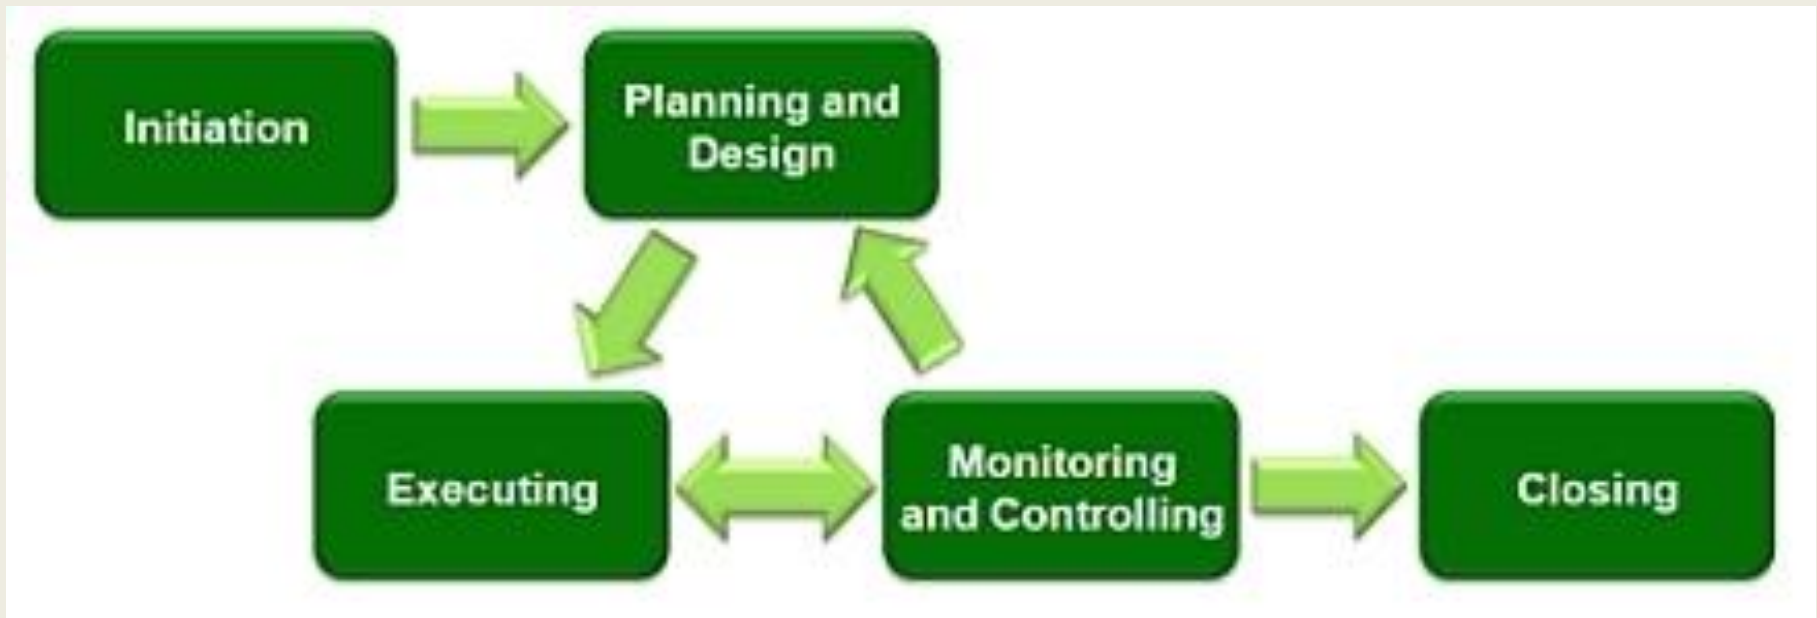 Initiation
Planning and
Design
Executing
Monitoring
and Controlling
Closing